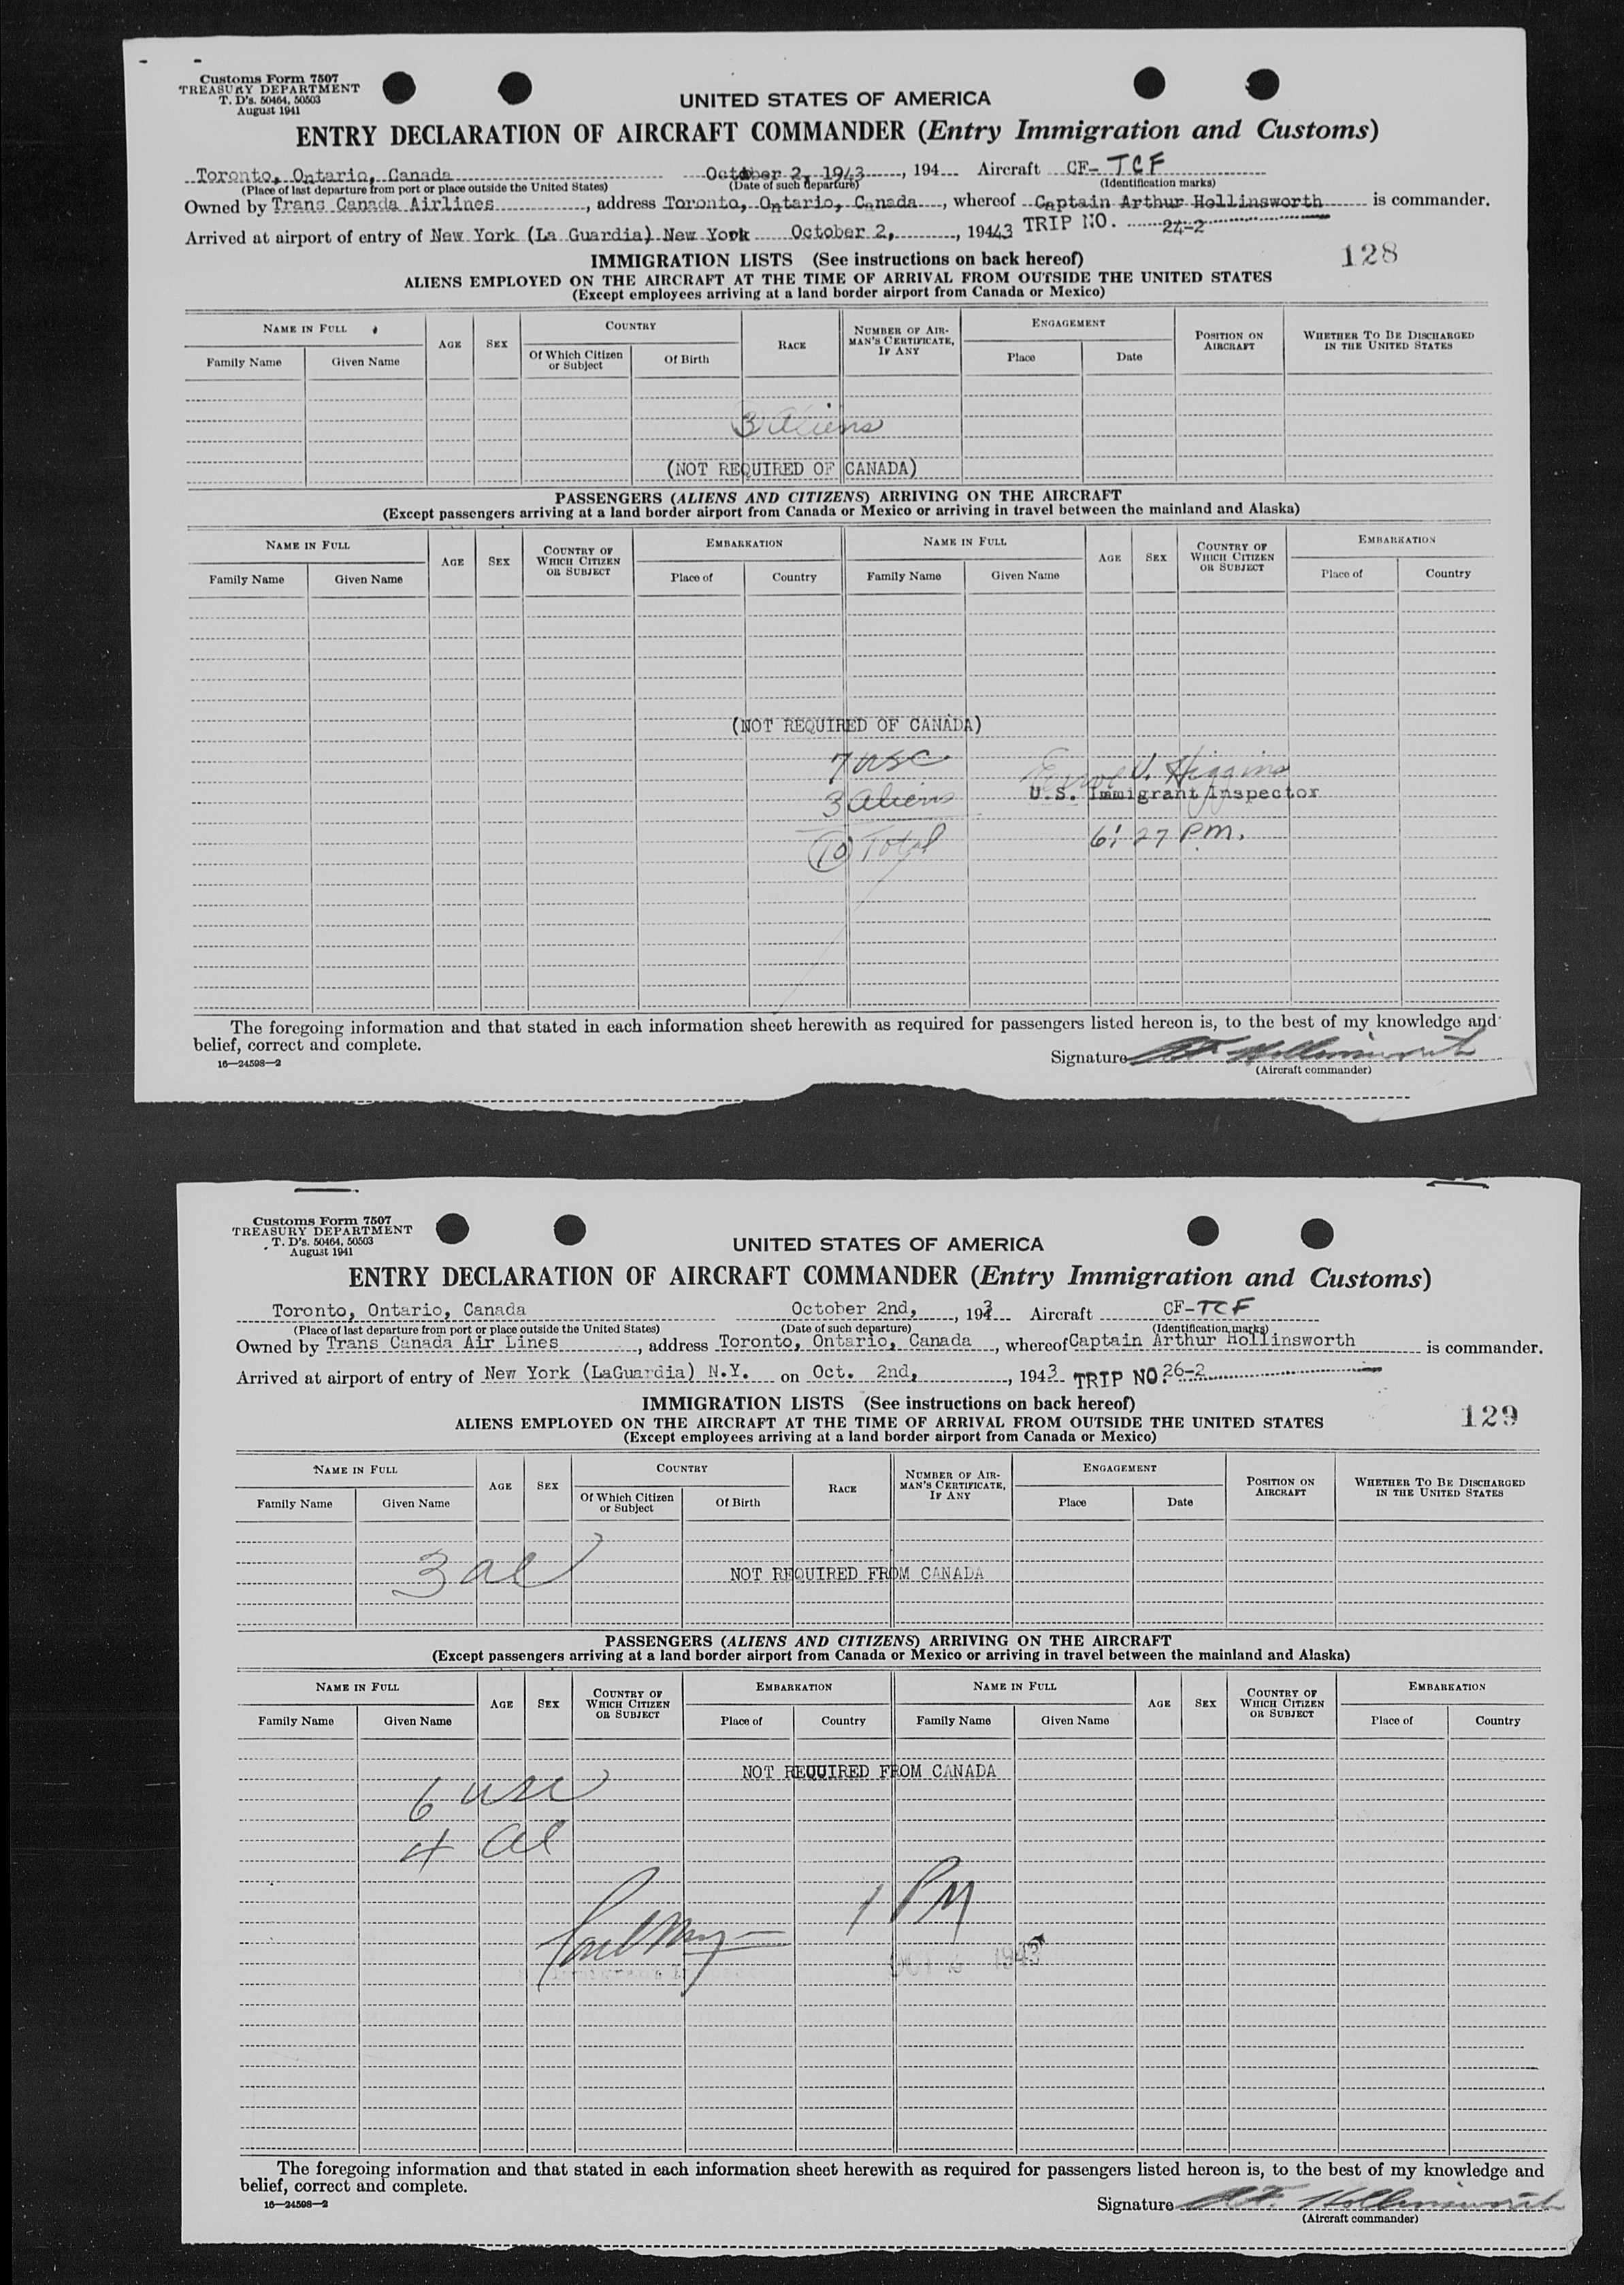 Customs Form 7507
TREASURY DEPARTMENT
T. D's. 50464, 50503
August 1941
UNITED STATES OF AMERICA
ENTRY DECLARATION OF AIRCRAFT COMMANDER (Entry Immigration and Customs)
Toronto, Ontario, Canada October 2, 1943, 194 Aircraft CF-TCF
(Place of last departure from port or place outside the United States) (Date of such departure) (Identification marks)
Owned by Trans Canada Airlines, address Toronto, Ontario, Canada, whereof Captain Arthur Hollinsworth is commander.
Arrived at airport of entry of New York (La Guardia) New York October 2, , 19443 TRIP NO. 24-2
128
IMMIGRATION LISTS (See instructions on back hereof)
ALIENS EMPLOYED ON THE AIRCRAFT AT THE TIME OF ARRIVAL FROM OUTSIDE THE UNITED STATES
(Except employees arriving at a land border airport from Canada or Mexico)
NAME IN FULL AGE SEX COUNTRY RACE NUMBER OF AIRMAN'S CERTIFICATE, IF ANY ENGAGEMENT POSITION ON AIRCRAFT WHETHER TO BE DISCHARGED IN THE UNITED STATES
Family Name Given Name Of Which Citizen or Subject Of Birth Place Date
3 aliens
(NOT REQUIRED OF CANADA)
PASSENGERS (ALIENS AND CITIZENS) ARRIVING ON THE AIRCRAFT
(Except passengers arriving at a land border airport from Canada or Mexico or arriving in travel between the mainland and Alaska)
NAME IN FULL AGE SEX COUNTRY OF WHICH CITIZEN OR SUBJECT EMBARKATION NAME IN FULL AGE SEX COUNTRY OF WHICH CITIZEN OR SUBJECT EMBARKATION
Family Name Given Name Place of Country Family Name Given Name Place of Country
(NOT REQUIRED OF CANADA)
7 usc
V. Higgins
3 aliens U.S. Immigrant Inspector
10 Total 6:27 P.M.
The foregoing information and that stated in each information sheet herewith as required for passengers listed hereon is, to the best of my knowledge and
belief, correct and complete.
16—24598—2
Signature Hollinsworth
(Aircraft commander)
Customs Form 7507
TREASURY DEPARTMENT
T. D's. 50464, 50503
August 1941
UNITED STATES OF AMERICA
ENTRY DECLARATION OF AIRCRAFT COMMANDER (Entry Immigration and Customs)
Toronto, Ontario, Canada October 2nd, , 1943 Aircraft CF-TCF
(Place of last departure from port or place outside the United States) (Date of such departure) (Identification marks)
Owned by Trans Canada Air Lines, address Toronto, Ontario, Canada, whereof Captain Arthur Hollinsworth is commander.
Arrived at airport of entry of New York (LaGuardia) N.Y. on Oct. 2nd, , 1943 TRIP NO. 26-2
129
IMMIGRATION LISTS (See instructions on back hereof)
ALIENS EMPLOYED ON THE AIRCRAFT AT THE TIME OF ARRIVAL FROM OUTSIDE THE UNITED STATES
(Except employees arriving at a land border airport from Canada or Mexico)
NAME IN FULL AGE SEX COUNTRY RACE NUMBER OF AIRMAN'S CERTIFICATE, IF ANY ENGAGEMENT POSITION ON AIRCRAFT WHETHER TO BE DISCHARGED IN THE UNITED STATES
Family Name Given Name Of Which Citizen or Subject Of Birth Place Date
3 al NOT REQUIRED FROM CANADA
PASSENGERS (ALIENS AND CITIZENS) ARRIVING ON THE AIRCRAFT
(Except passengers arriving at a land border airport from Canada or Mexico or arriving in travel between the mainland and Alaska)
NAME IN FULL AGE SEX COUNTRY OF WHICH CITIZEN OR SUBJECT EMBARKATION NAME IN FULL AGE SEX COUNTRY OF WHICH CITIZEN OR SUBJECT EMBARKATION
Family Name Given Name Place of Country Family Name Given Name Place of Country
NOT REQUIRED FROM CANADA
6 usc
4 al
1 PM
OCT 1943
The foregoing information and that stated in each information sheet herewith as required for passengers listed hereon is, to the best of my knowledge and
belief, correct and complete.
16—24598—2
Signature Hollinsworth
(Aircraft commander)